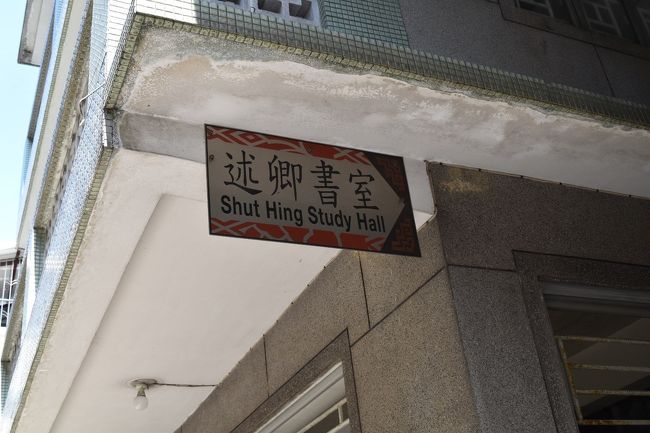 述卿書室
Shut Hing Study Hall